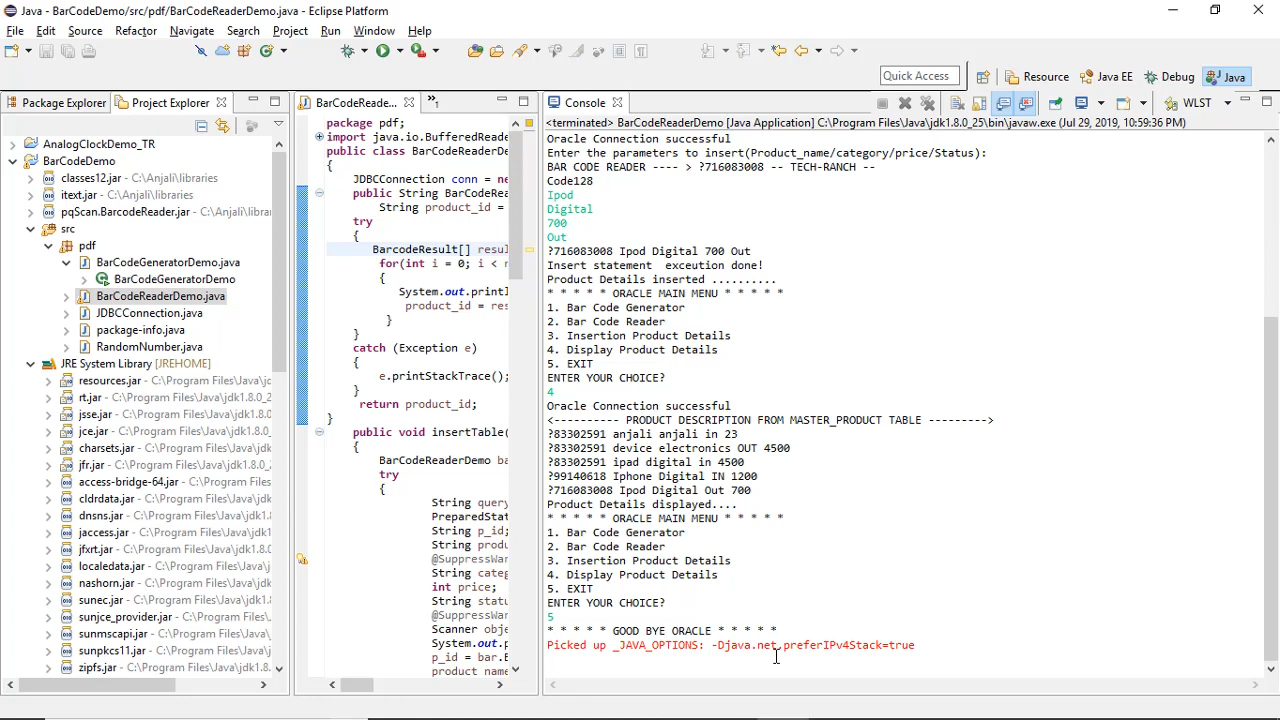 Java - BarCodeDemo/src/pdf/BarCodeReaderDemo.java - Eclipse Platform
File Edit Source Refactor Navigate Search Project Run Window Help
Quick Access Resource Java EE Debug Java
Package Explorer Project Explorer
AnalogClockDemo_TR
BarCodeDemo
classes12.jar - C:\Anjali\libraries
itext.jar - C:\Anjali\libraries
pqScan.BarcodeReader.jar - C:\Anjali\librar
src
pdf
BarCodeGeneratorDemo.java
BarCodeGeneratorDemo
BarCodeReaderDemo.java
JDBCConnection.java
package-info.java
RandomNumber.java
JRE System Library [JREHOME]
resources.jar - C:\Program Files\Java\jdk1
rt.jar - C:\Program Files\Java\jdk1.8.0_2
jsse.jar - C:\Program Files\Java\jdk1.8.0_
jce.jar - C:\Program Files\Java\jdk1.8.0_
charsets.jar - C:\Program Files\Java\jdk1.
jfr.jar - C:\Program Files\Java\jdk1.8.0_2
access-bridge-64.jar - C:\Program Files\J
cldrdata.jar - C:\Program Files\Java\jdk1.
dnsns.jar - C:\Program Files\Java\jdk1.8
jaccess.jar - C:\Program Files\Java\jdk1.8
jfxrt.jar - C:\Program Files\Java\jdk1.8.0
localedata.jar - C:\Program Files\Java\jdk
nashorn.jar - C:\Program Files\Java\jdk1
sunec.jar - C:\Program Files\Java\jdk1.8.
sunjce_provider.jar - C:\Program Files\Ja
sunmscapi.jar - C:\Program Files\Java\jd
sunpkcs11.jar - C:\Program Files\Java\jd
zipfs.jar - C:\Program Files\Java\jdk1.8.0
BarCodeReade... »1
package pdf;
import java.io.BufferedReade
public class BarCodeReaderDe
{
JDBCConnection conn = ne
public String BarCodeRea
String product_id =
try
{
BarcodeResult[] resul
for(int i = 0; i < r
{
System.out.printl
product_id = res
}
}
catch (Exception e)
{
e.printStackTrace();
}
return product_id;
}
public void insertTable(
{
BarCodeReaderDemo ba
try
{
String query
PreparedStat
String p_id;
String produ
@SuppressWar
String categ
int price;
String statu
@SuppressWar
Scanner obje
System.out.p
p_id = bar.B
product name
Console WLST
<terminated> BarCodeReaderDemo [Java Application] C:\Program Files\Java\jdk1.8.0_25\bin\javaw.exe (Jul 29, 2019, 10:59:36 PM)
Oracle Connection successful
Enter the parameters to insert(Product_name/category/price/Status):
BAR CODE READER ---- > ?716083008 -- TECH-RANCH --
Code128
Ipod
Digital
700
Out
?716083008 Ipod Digital 700 Out
Insert statement  exceution done!
Product Details inserted ..........
* * * * * ORACLE MAIN MENU * * * * *
1. Bar Code Generator
2. Bar Code Reader
3. Insertion Product Details
4. Display Product Details
5. EXIT
ENTER YOUR CHOICE?
4
Oracle Connection successful
<---------- PRODUCT DESCRIPTION FROM MASTER_PRODUCT TABLE --------->
?83302591 anjali anjali in 23
?83302591 device electronics OUT 4500
?83302591 ipad digital in 4500
?99140618 Iphone Digital IN 1200
?716083008 Ipod Digital Out 700
Product Details displayed....
* * * * * ORACLE MAIN MENU * * * * *
1. Bar Code Generator
2. Bar Code Reader
3. Insertion Product Details
4. Display Product Details
5. EXIT
ENTER YOUR CHOICE?
5
* * * * * GOOD BYE ORACLE * * * * *
Picked up _JAVA_OPTIONS: -Djava.net.preferIPv4Stack=true